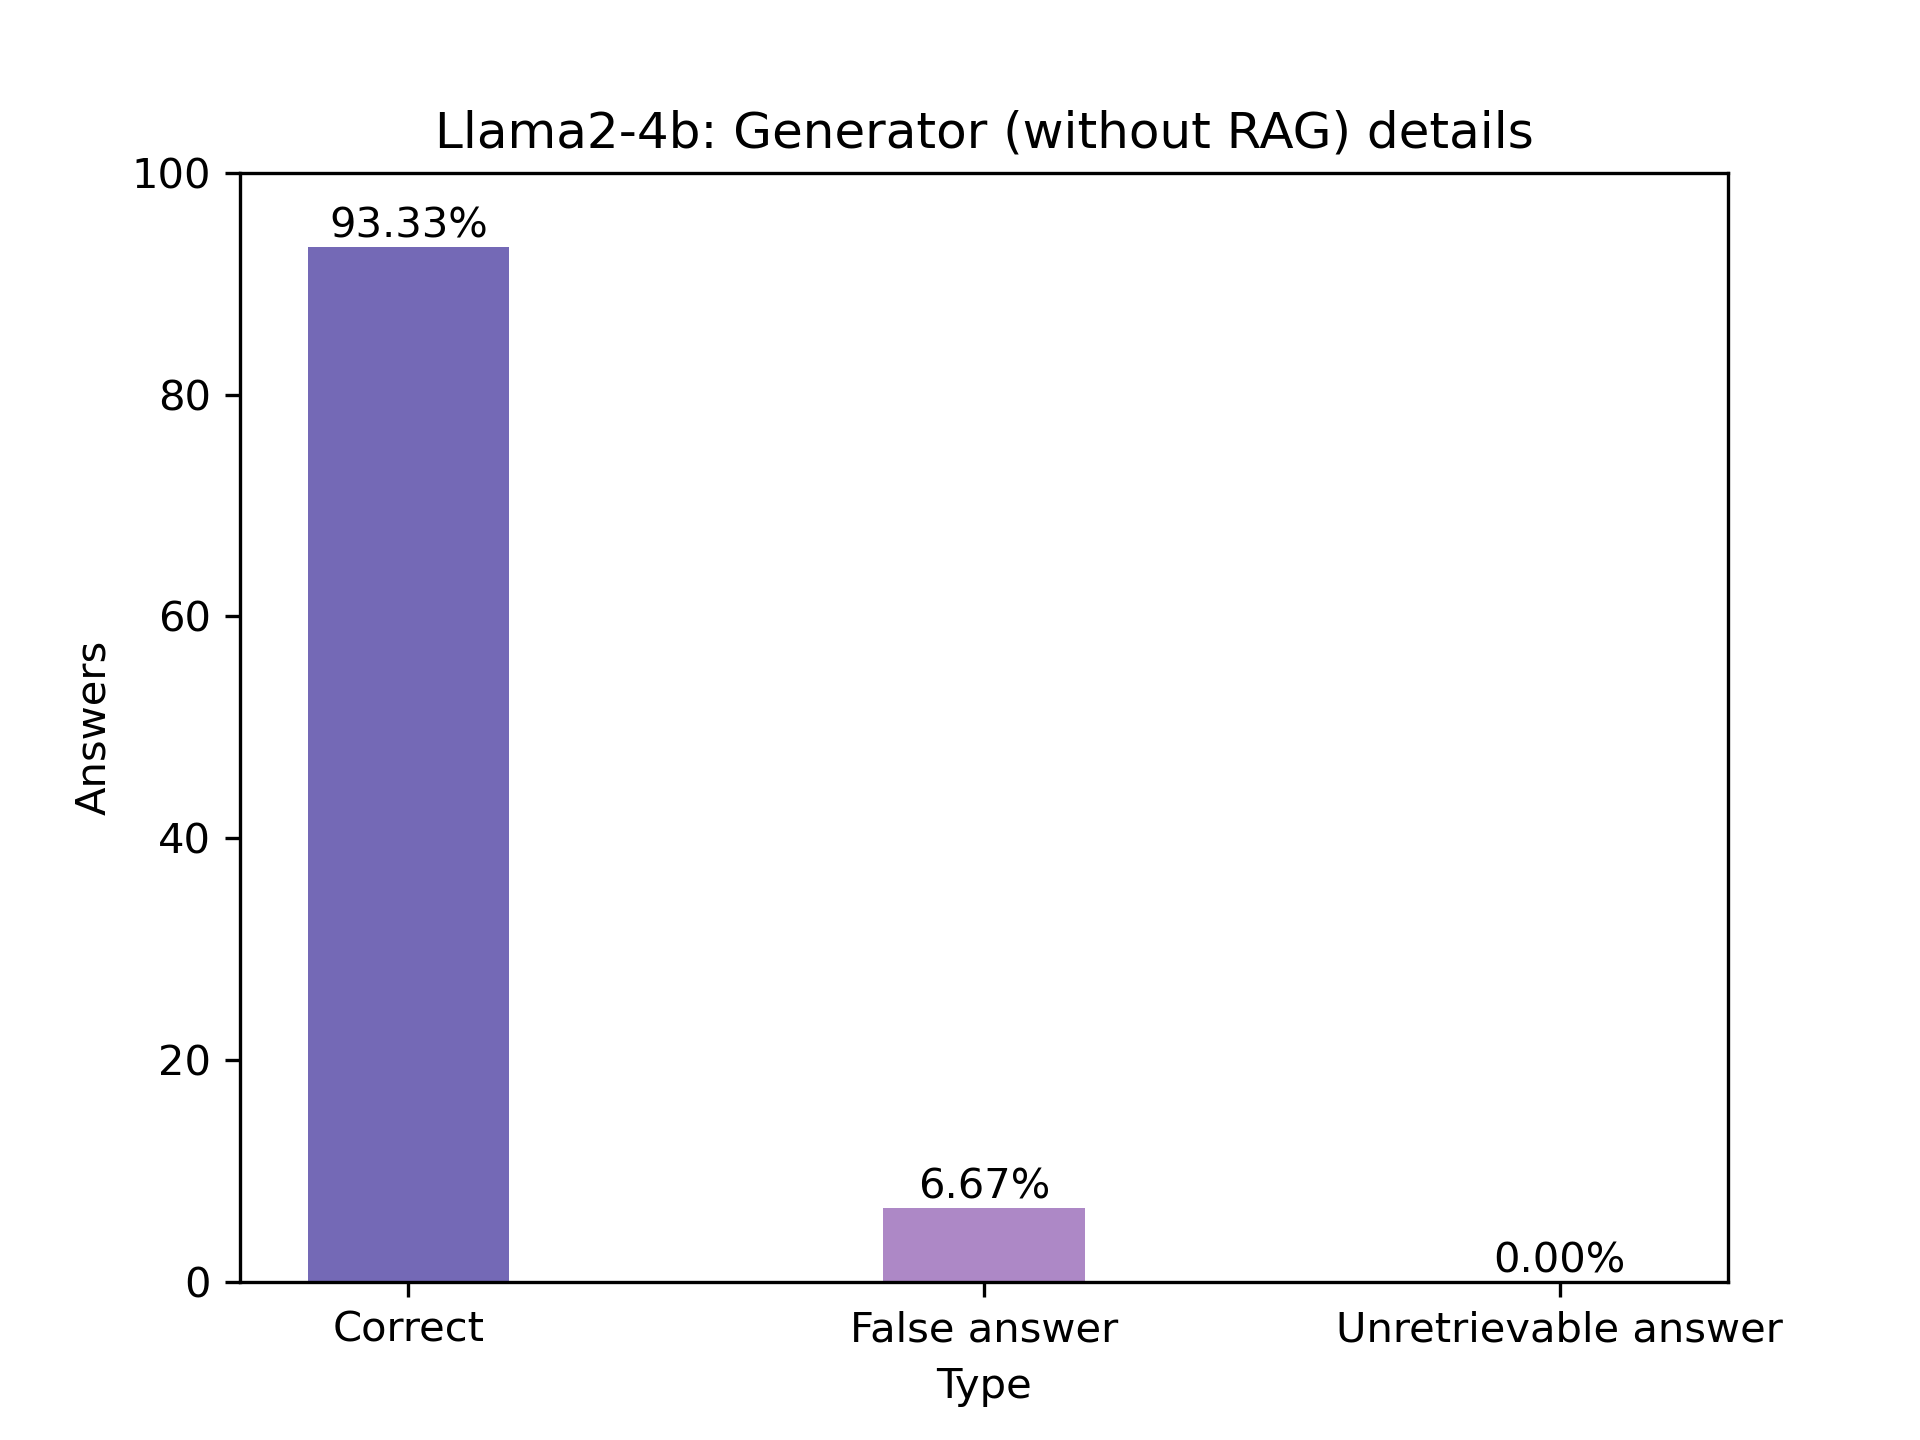 Llama2-4b: Generator (without RAG) details
100
80
60
40
20
0
Answers
93.33%
6.67%
0.00%
Correct
False answer
Unretrievable answer
Type